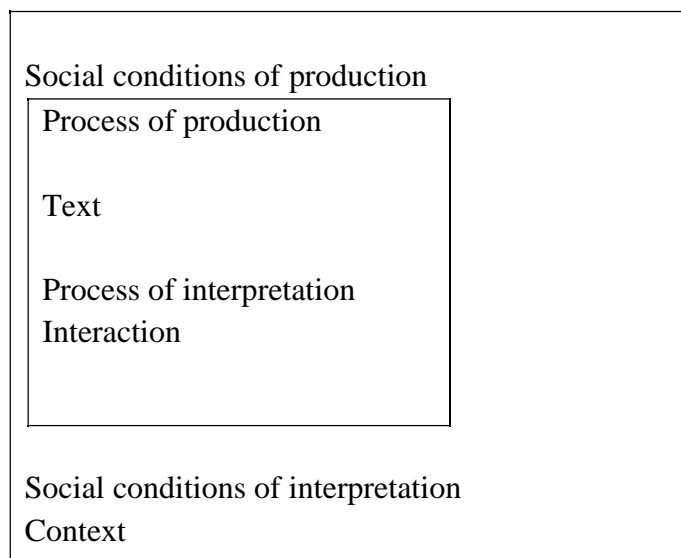 Social conditions of production
Process of production
Text
Process of interpretation
Interaction
Social conditions of interpretation
Context